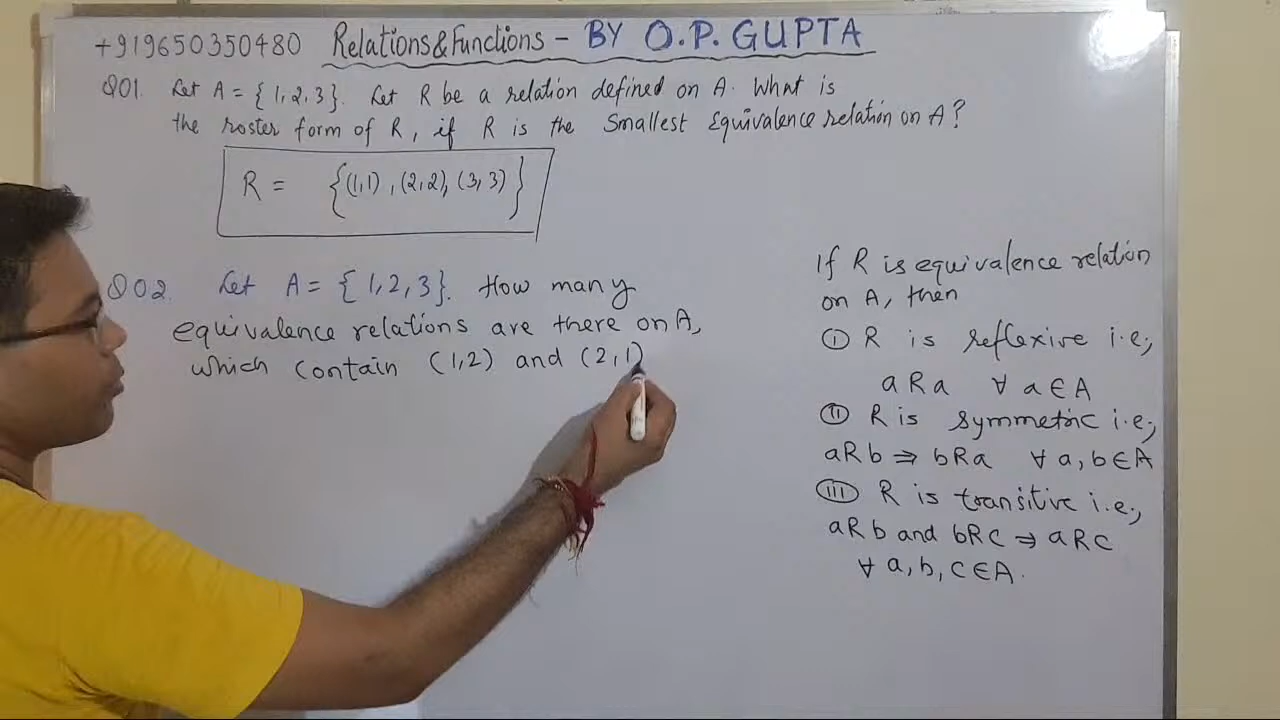 +919650350480 Relations & Functions - BY O.P. GUPTA
Q01. Let A = {1, 2, 3}. Let R be a relation defined on A. What is
the roster form of R, if R is the Smallest Equivalence relation on A?
R = {(1,1), (2,2), (3,3)}
Q02. Let A = {1, 2, 3}. How many
equivalence relations are there on A,
which contain (1,2) and (2,1)
If R is equivalence relation
on A, then
(i) R is reflexive i.e.,
aRa ∀ a∈A
(ii) R is symmetric i.e.,
aRb ⇒ bRa ∀ a, b∈A
(iii) R is transitive i.e.,
aRb and bRc ⇒ aRc
∀ a, b, c∈A.